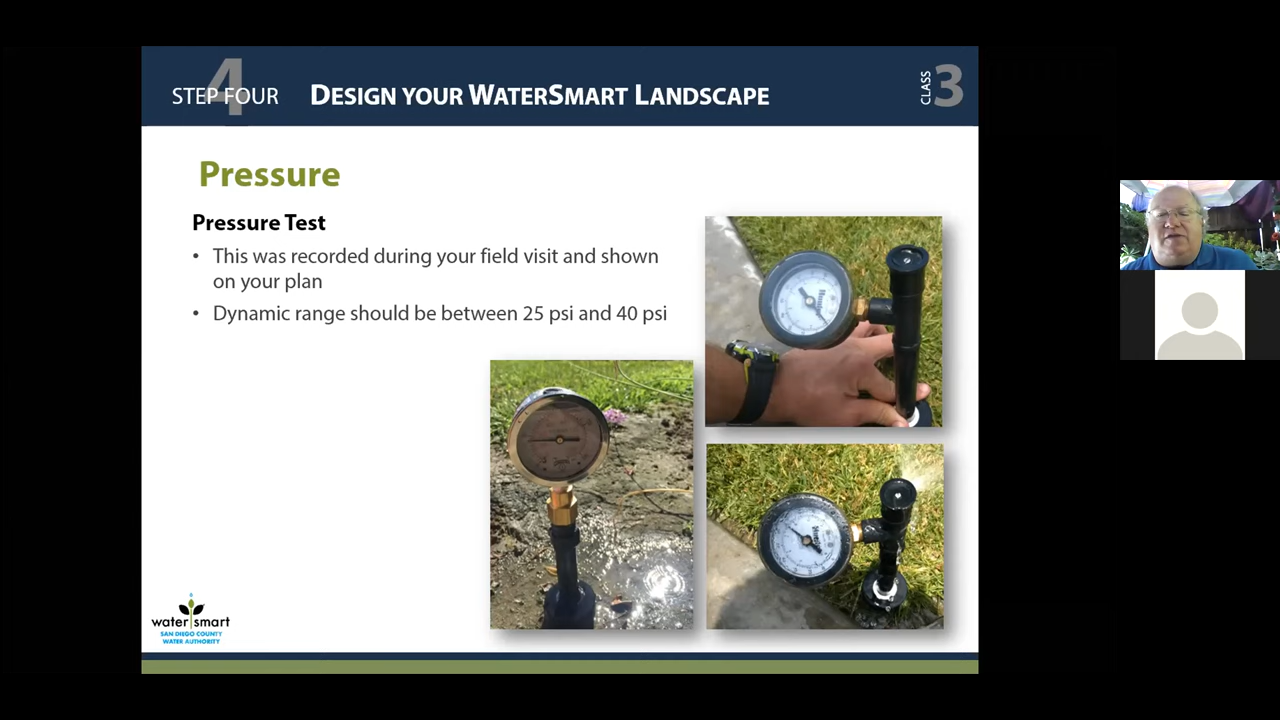 4
STEP FOUR
DESIGN YOUR WATERSMART LANDSCAPE
CLASS 3
Pressure
Pressure Test
• This was recorded during your field visit and shown
on your plan
• Dynamic range should be between 25 psi and 40 psi
Hunter
Hunter
water smart
SAN DIEGO COUNTY
WATER AUTHORITY